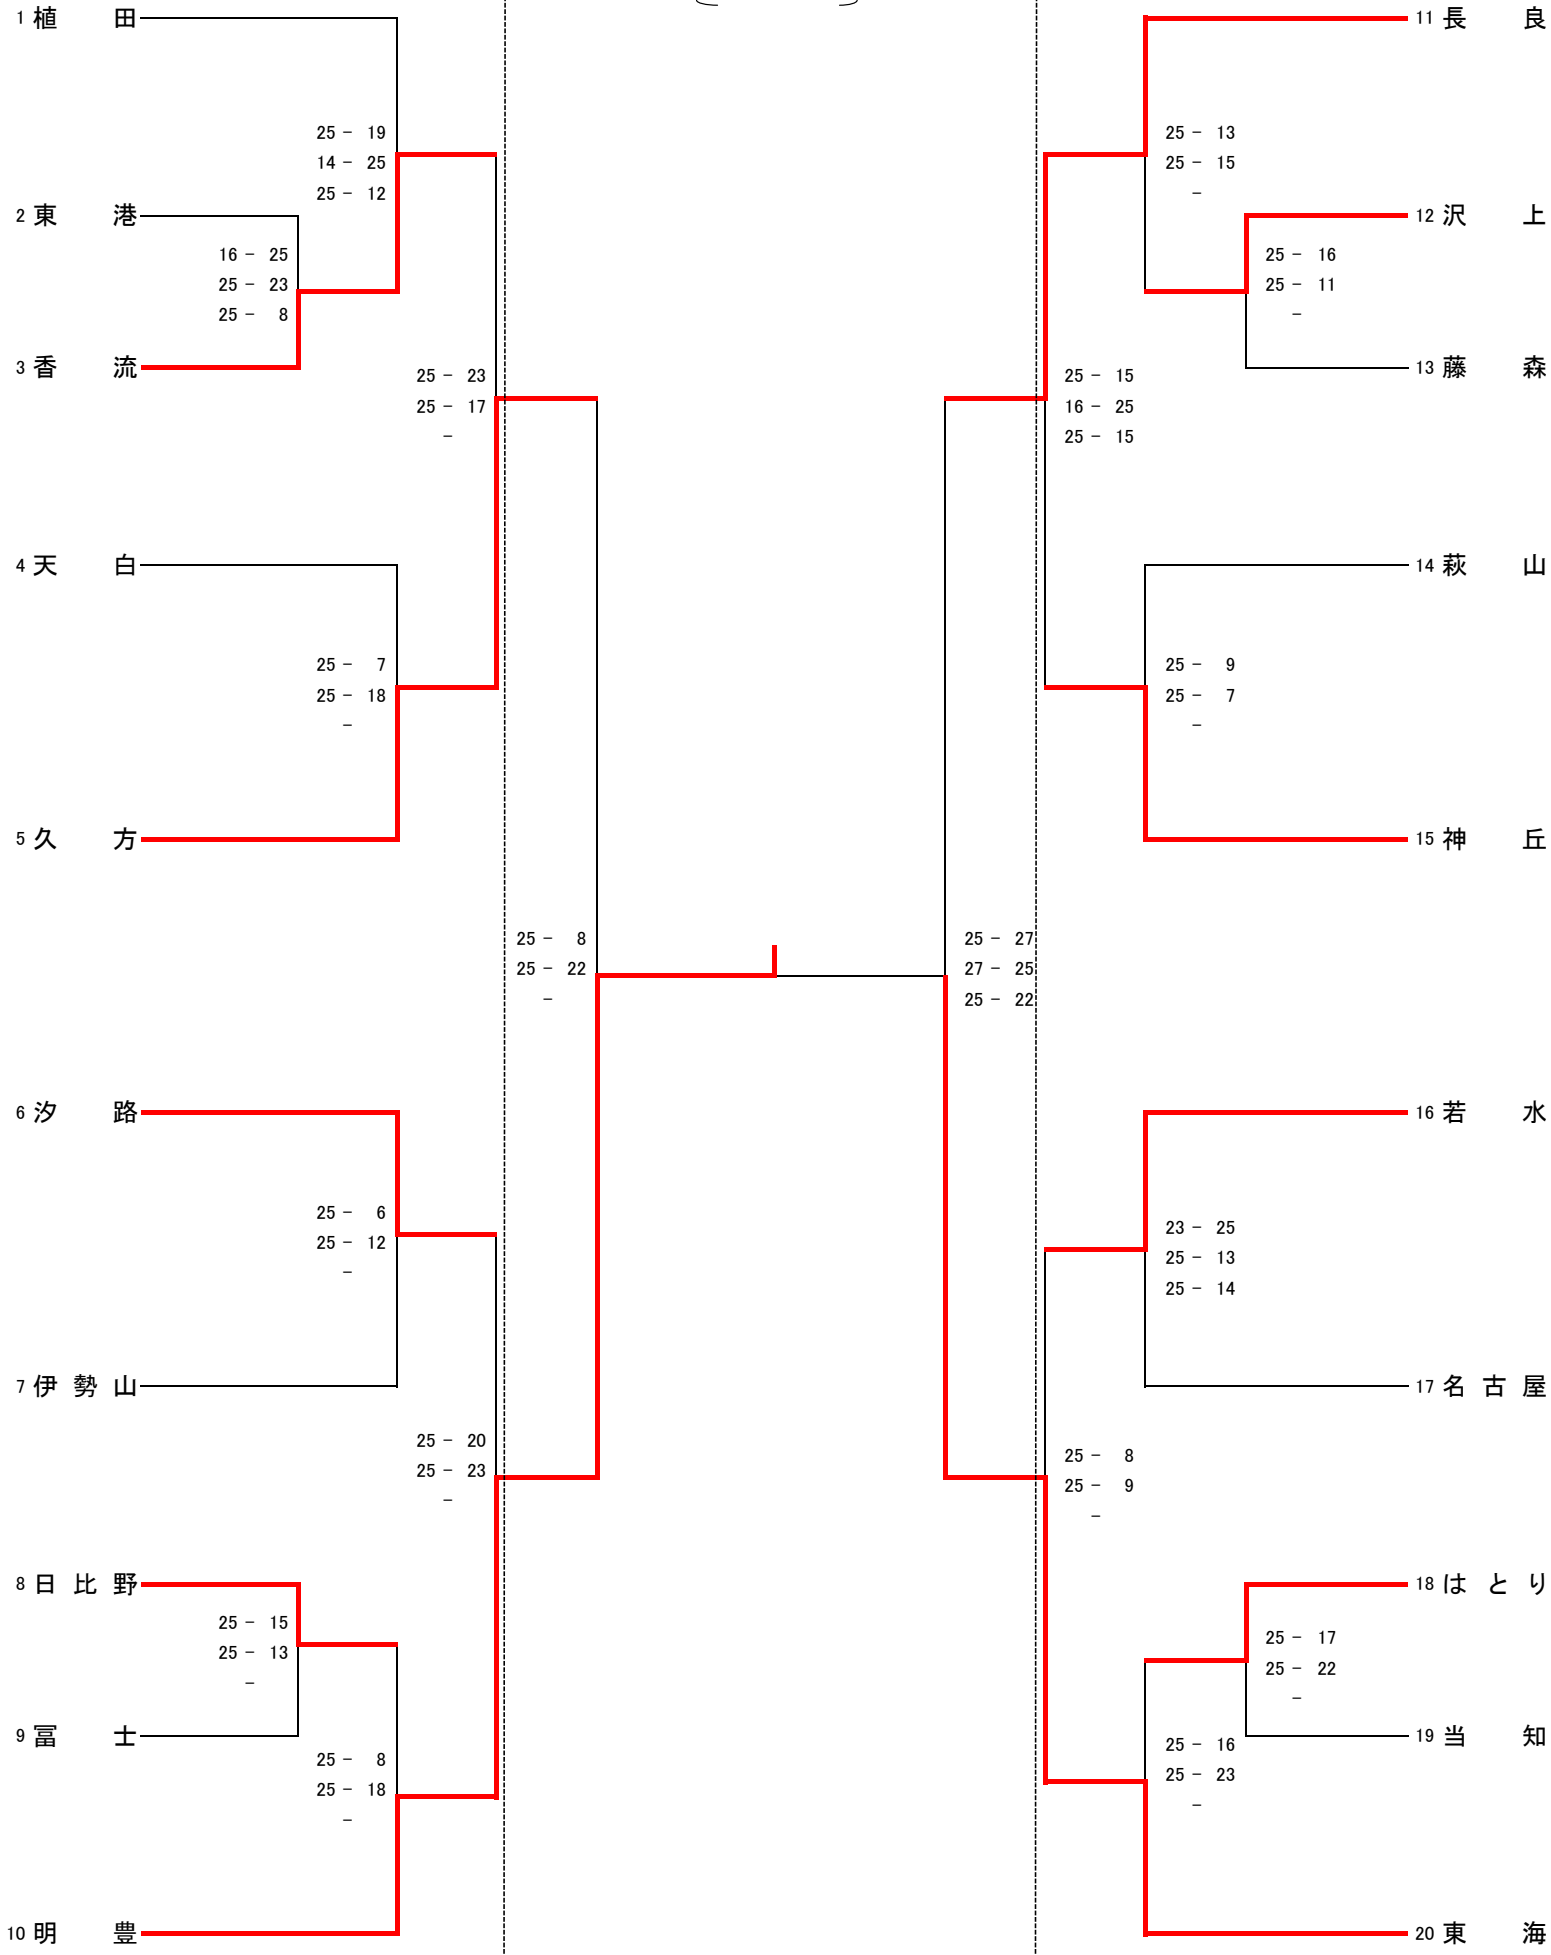 1 植田
11 長良
25 - 19
14 - 25
25 - 12
25 - 13
25 - 15
-
2 東港
12 沢上
16 - 25
25 - 23
25 - 8
25 - 16
25 - 11
-
3 香流
13 藤森
25 - 23
25 - 17
-
25 - 15
16 - 25
25 - 15
4 天白
14 萩山
25 - 7
25 - 18
-
25 - 9
25 - 7
-
5 久方
15 神丘
25 - 8
25 - 22
-
25 - 27
27 - 25
25 - 22
6 汐路
16 若水
25 - 6
25 - 12
-
23 - 25
25 - 13
25 - 14
7 伊勢山
17 名古屋
25 - 20
25 - 23
-
25 - 8
25 - 9
-
8 日比野
18 はとり
25 - 15
25 - 13
-
25 - 17
25 - 22
-
9 冨士
19 当知
25 - 8
25 - 18
-
25 - 16
25 - 23
-
10 明豊
20 東海